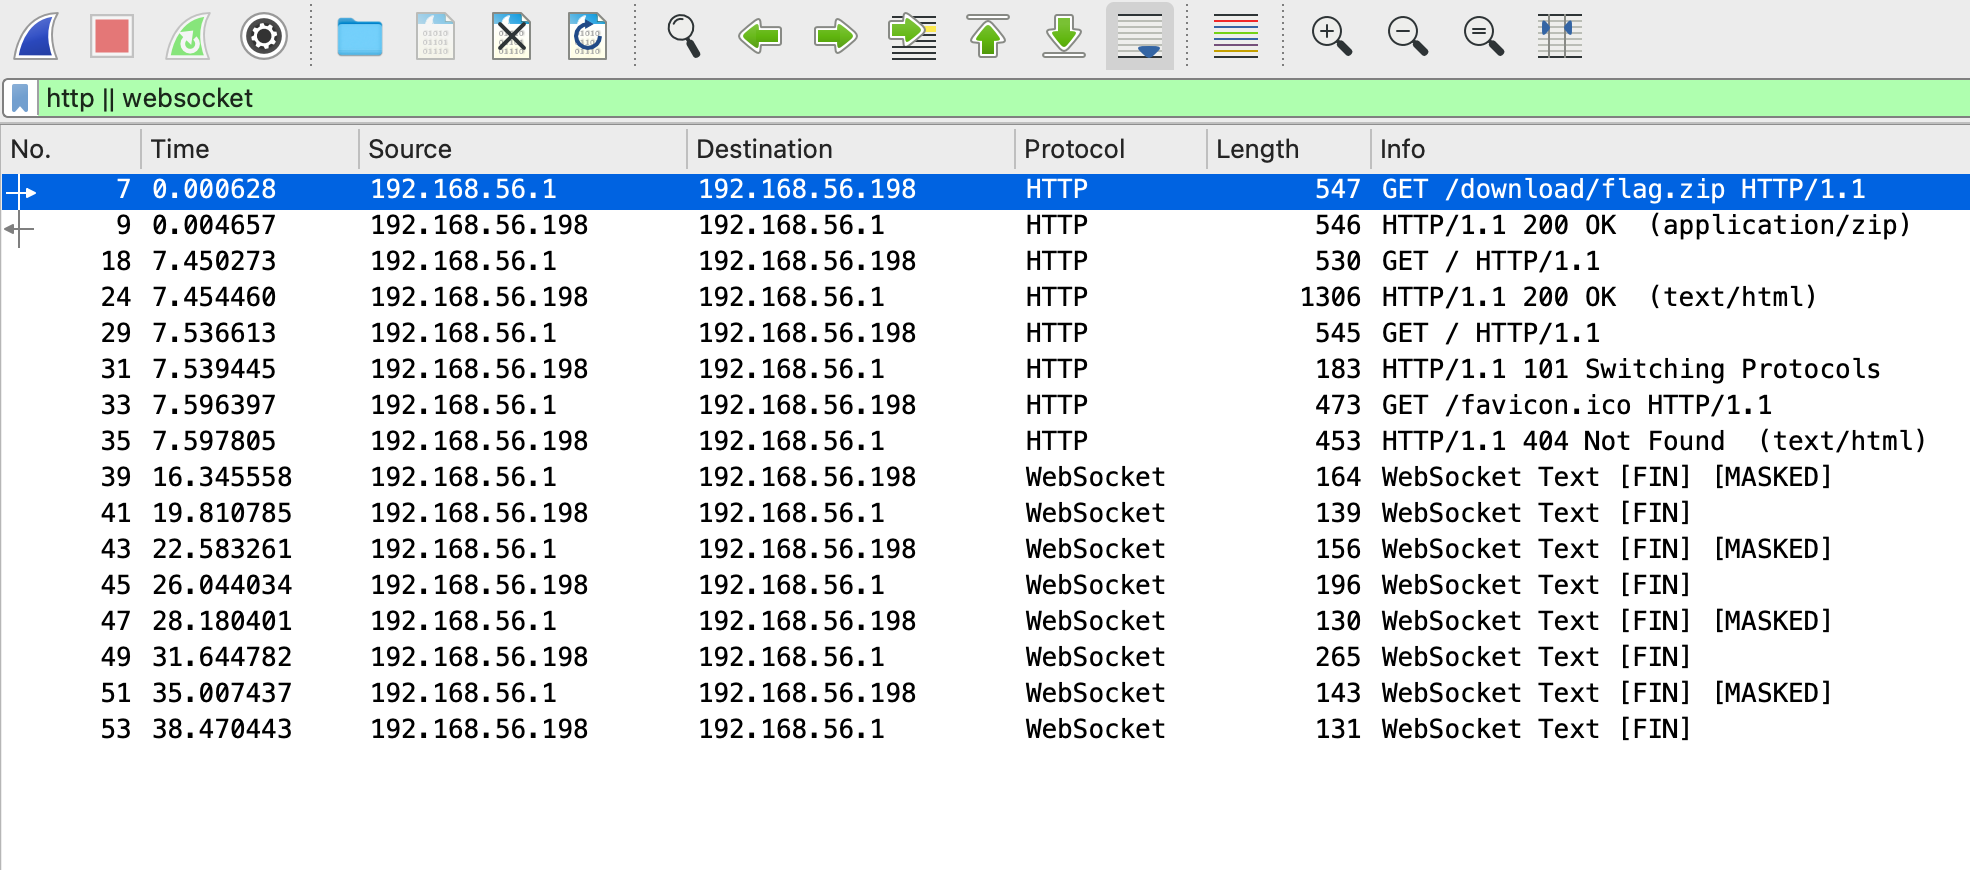 http || websocket
No. Time Source Destination Protocol Length Info
7 0.000628 192.168.56.1 192.168.56.198 HTTP 547 GET /download/flag.zip HTTP/1.1
9 0.004657 192.168.56.198 192.168.56.1 HTTP 546 HTTP/1.1 200 OK  (application/zip)
18 7.450273 192.168.56.1 192.168.56.198 HTTP 530 GET / HTTP/1.1
24 7.454460 192.168.56.198 192.168.56.1 HTTP 1306 HTTP/1.1 200 OK  (text/html)
29 7.536613 192.168.56.1 192.168.56.198 HTTP 545 GET / HTTP/1.1
31 7.539445 192.168.56.198 192.168.56.1 HTTP 183 HTTP/1.1 101 Switching Protocols
33 7.596397 192.168.56.1 192.168.56.198 HTTP 473 GET /favicon.ico HTTP/1.1
35 7.597805 192.168.56.198 192.168.56.1 HTTP 453 HTTP/1.1 404 Not Found  (text/html)
39 16.345558 192.168.56.1 192.168.56.198 WebSocket 164 WebSocket Text [FIN] [MASKED]
41 19.810785 192.168.56.198 192.168.56.1 WebSocket 139 WebSocket Text [FIN]
43 22.583261 192.168.56.1 192.168.56.198 WebSocket 156 WebSocket Text [FIN] [MASKED]
45 26.044034 192.168.56.198 192.168.56.1 WebSocket 196 WebSocket Text [FIN]
47 28.180401 192.168.56.1 192.168.56.198 WebSocket 130 WebSocket Text [FIN] [MASKED]
49 31.644782 192.168.56.198 192.168.56.1 WebSocket 265 WebSocket Text [FIN]
51 35.007437 192.168.56.1 192.168.56.198 WebSocket 143 WebSocket Text [FIN] [MASKED]
53 38.470443 192.168.56.198 192.168.56.1 WebSocket 131 WebSocket Text [FIN]